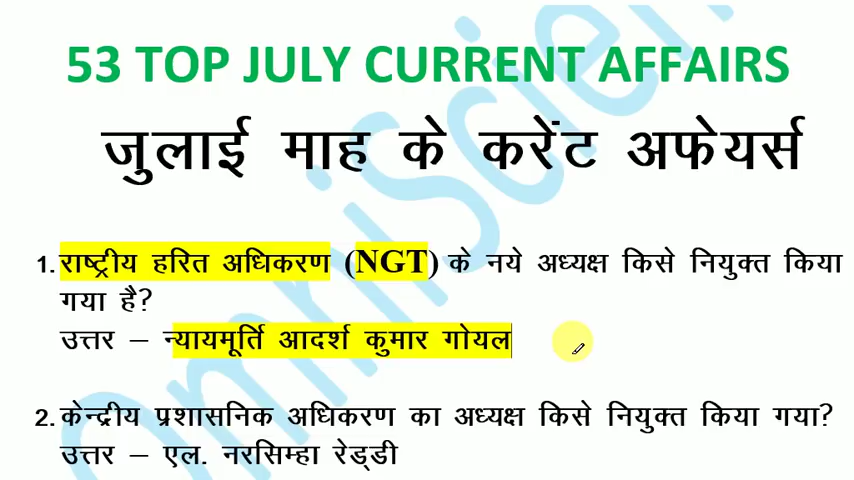 53 TOP JULY CURRENT AFFAIRS
जुलाई माह के करेंट अफेयर्स
1. राष्ट्रीय हरित अधिकरण (NGT) के नये अध्यक्ष किसे नियुक्त किया
गया है?
उत्तर – न्यायमूर्ति आदर्श कुमार गोयल
2. केन्द्रीय प्रशासनिक अधिकरण का अध्यक्ष किसे नियुक्त किया गया?
उत्तर – एल. नरसिम्हा रेड्डी